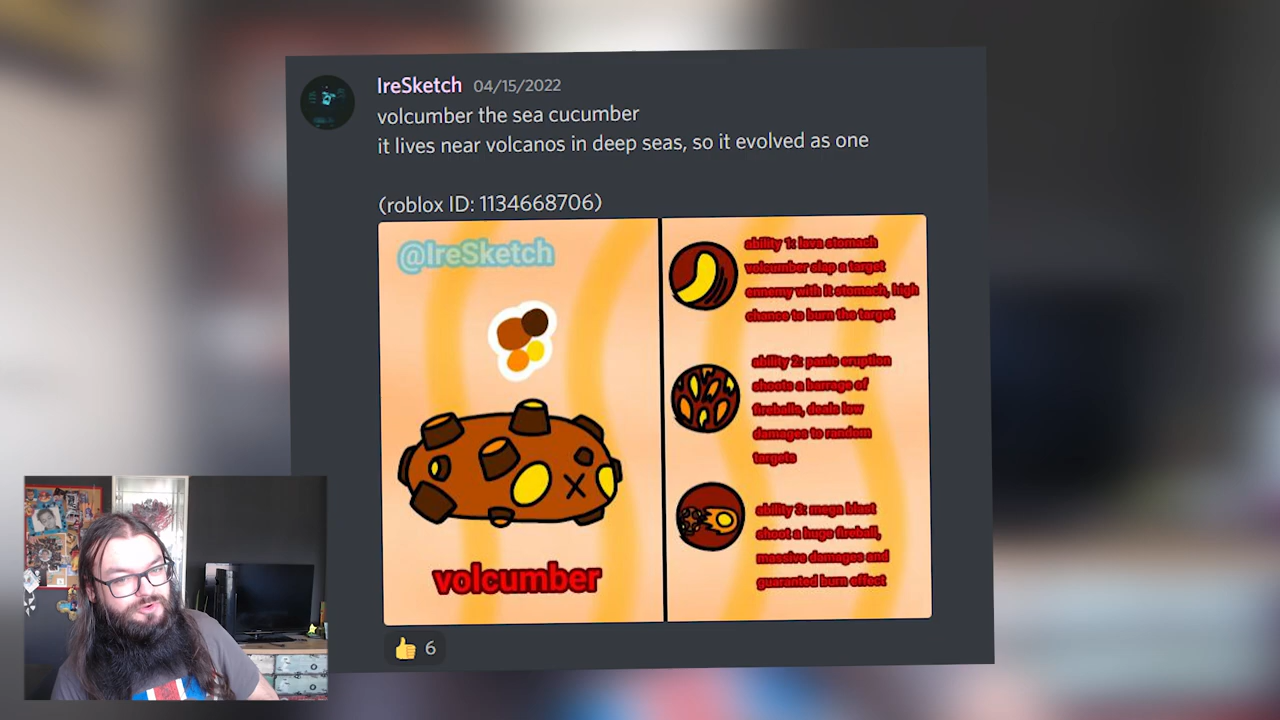 IreSketch 04/15/2022
volcumber the sea cucumber
it lives near volcanos in deep seas, so it evolved as one
(roblox ID: 1134668706)
@IreSketch
volcumber
ability 1: lava stomach
volcumber slap a target
ennemy with it stomach, high
chance to burn the target
ability 2: panic eruption
shoots a barrage of
fireballs, deals low
damages to random
targets
ability 3: mega blast
shoot a huge fireball,
massive damages and
guaranted burn effect
6